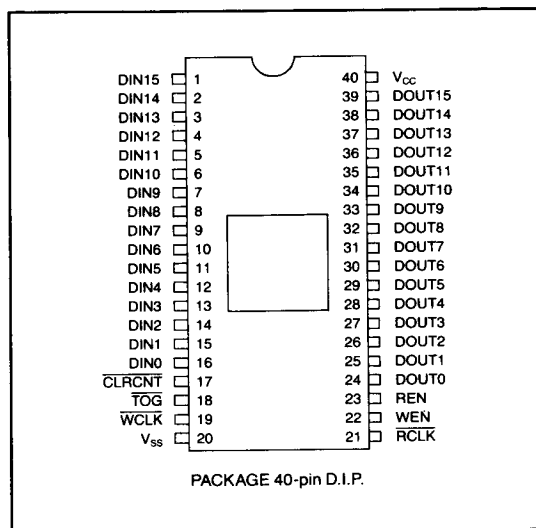 DIN15 1 40 VCC
DIN14 2 39 DOUT15
DIN13 3 38 DOUT14
DIN12 4 37 DOUT13
DIN11 5 36 DOUT12
DIN10 6 35 DOUT11
DIN9 7 34 DOUT10
DIN8 8 33 DOUT9
DIN7 9 32 DOUT8
DIN6 10 31 DOUT7
DIN5 11 30 DOUT6
DIN4 12 29 DOUT5
DIN3 13 28 DOUT4
DIN2 14 27 DOUT3
DIN1 15 26 DOUT2
DIN0 16 25 DOUT1
C̅L̅R̅C̅N̅T̅ 17 24 DOUT0
T̅O̅G̅ 18 23 REN
W̅C̅L̅K̅ 19 22 WEN
VSS 20 21 R̅C̅L̅K̅
PACKAGE 40-pin D.I.P.